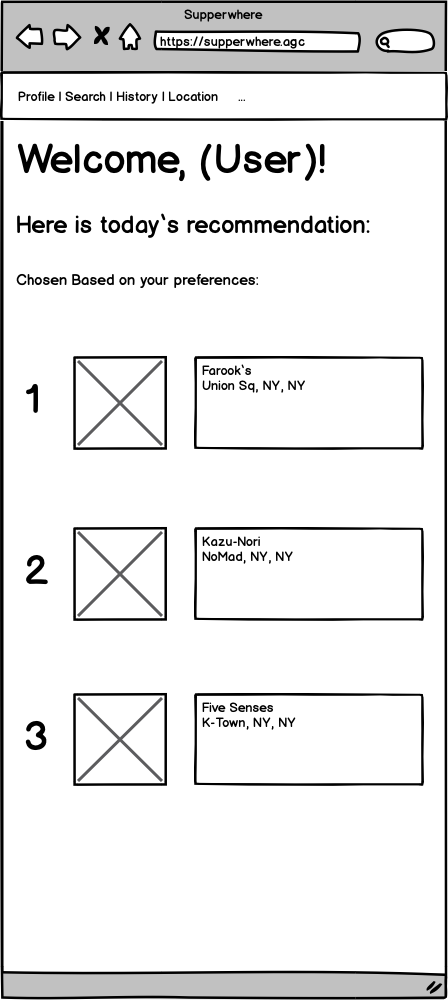 Supperwhere
https://supperwhere.agc
Profile | Search | History | Location ...
Welcome, (User)!
Here is today`s recommendation:
Chosen Based on your preferences:
1
Farook`s
Union Sq, NY, NY
2
Kazu-Nori
NoMad, NY, NY
3
Five Senses
K-Town, NY, NY